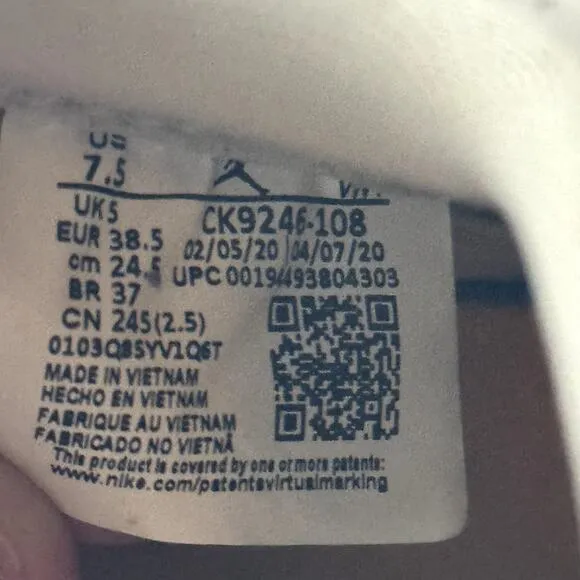 US
7.5
UK 5
EUR 38.5
cm 24.5
BR 37
CN 245(2.5)
CK9246-108
02/05/20 04/07/20
UPC 00194493804303
MADE IN VIETNAM
HECHO EN VIETNAM
FABRIQUE AU VIETNAM
FABRICADO NO VIETNÃ
This product is covered by one or more patents:
www.nike.com/patentsvirtualmarking